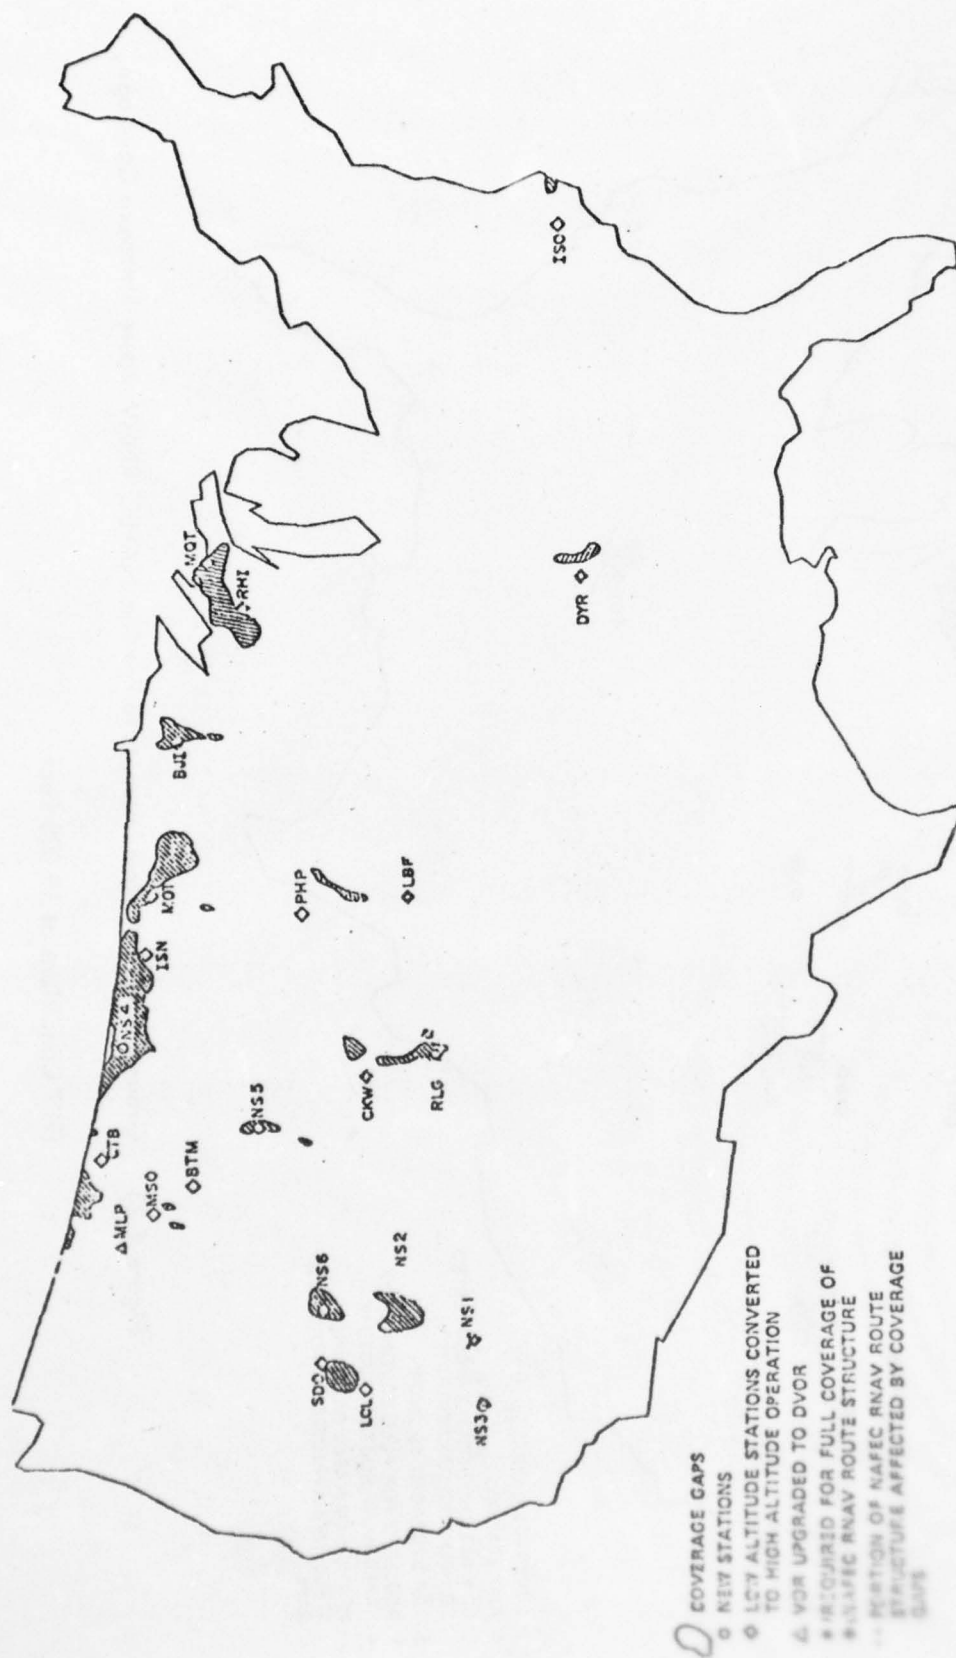 MQT
RHI
BJI
MOT
ISN
NS4
CTB
MLP
MSO
BTM
NS5
PHP
LBF
CKW
RLG
NS6
NS2
SDO
LCL
NS1
NS3
DYR
ISO
COVERAGE GAPS
NEW STATIONS
LOW ALTITUDE STATIONS CONVERTED
TO HIGH ALTITUDE OPERATION
VOR UPGRADED TO DVOR
* REQUIRED FOR FULL COVERAGE OF
NAFEC RNAV ROUTE STRUCTURE
PORTION OF NAFEC RNAV ROUTE
STRUCTURE AFFECTED BY COVERAGE
GAPS